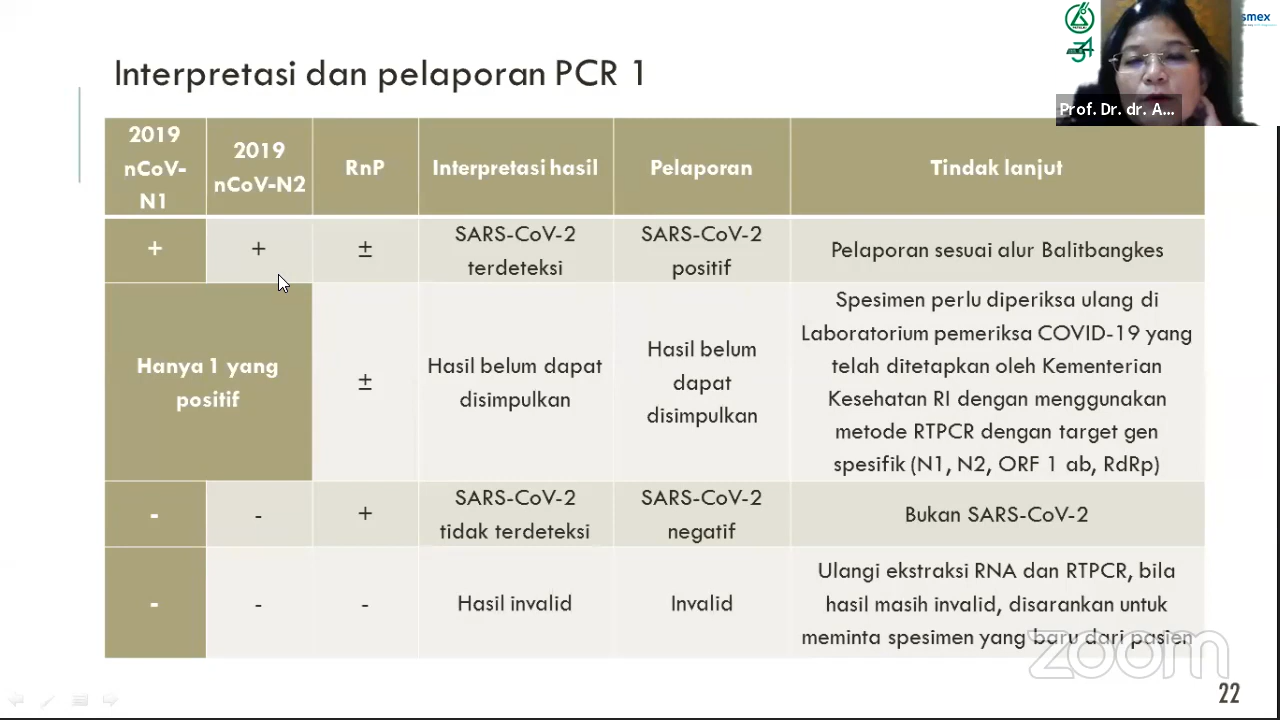 smex
34
Prof. Dr. dr. A...
Interpretasi dan pelaporan PCR 1
2019
nCoV-
N1
2019
nCoV-N2
RnP
Interpretasi hasil
Pelaporan
Tindak lanjut
+
+
±
SARS-CoV-2
terdeteksi
SARS-CoV-2
positif
Pelaporan sesuai alur Balitbangkes
Hanya 1 yang
positif
±
Hasil belum dapat
disimpulkan
Hasil belum
dapat
disimpulkan
Spesimen perlu diperiksa ulang di
Laboratorium pemeriksa COVID-19 yang
telah ditetapkan oleh Kementerian
Kesehatan RI dengan menggunakan
metode RTPCR dengan target gen
spesifik (N1, N2, ORF 1 ab, RdRp)
-
-
+
SARS-CoV-2
tidak terdeteksi
SARS-CoV-2
negatif
Bukan SARS-CoV-2
-
-
-
Hasil invalid
Invalid
Ulangi ekstraksi RNA dan RTPCR, bila
hasil masih invalid, disarankan untuk
meminta spesimen yang baru dari pasien
zoom
22